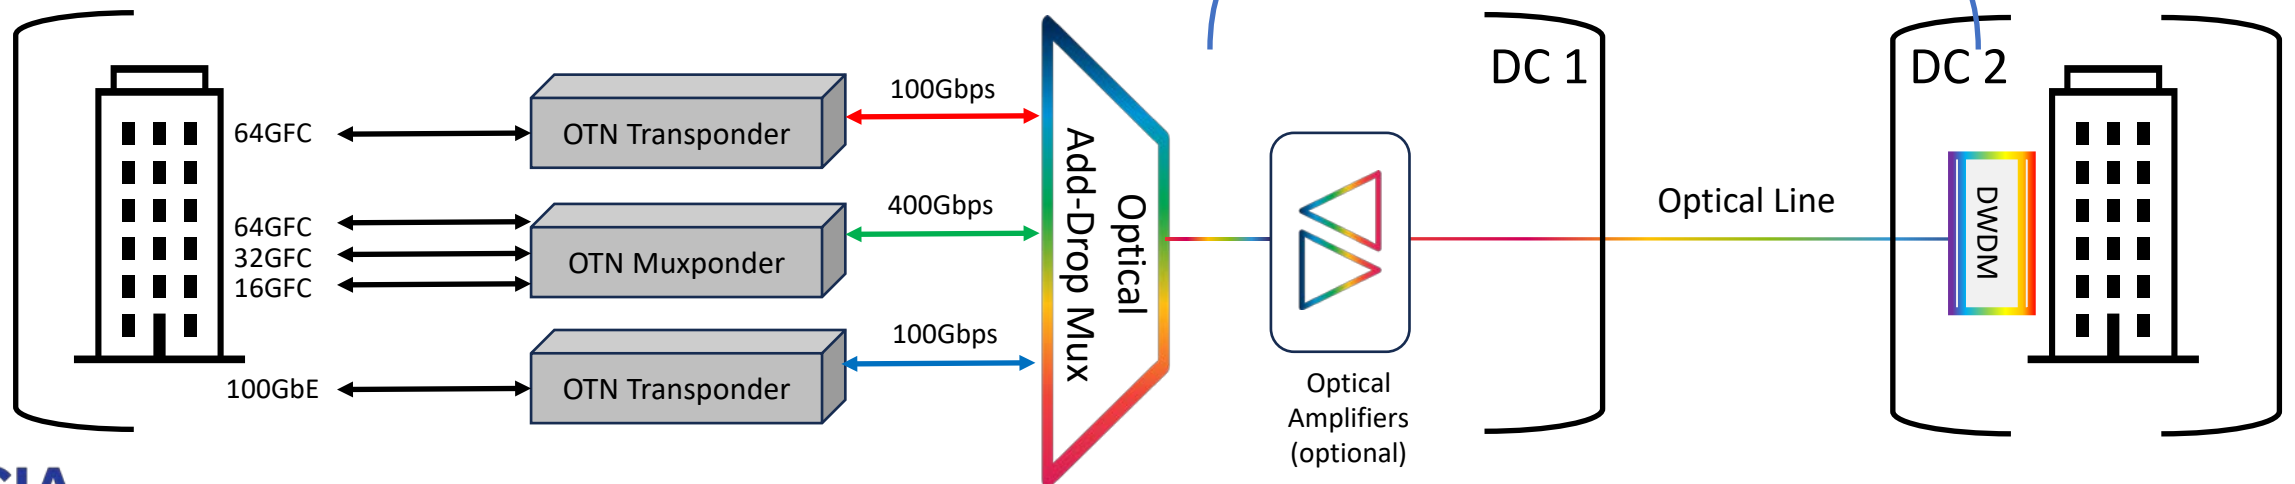 DC 1
DC 2
64GFC
OTN Transponder
100Gbps
64GFC
32GFC
16GFC
OTN Muxponder
400Gbps
100GbE
OTN Transponder
100Gbps
Optical
Add-Drop Mux
Optical
Amplifiers
(optional)
Optical Line
DWDM